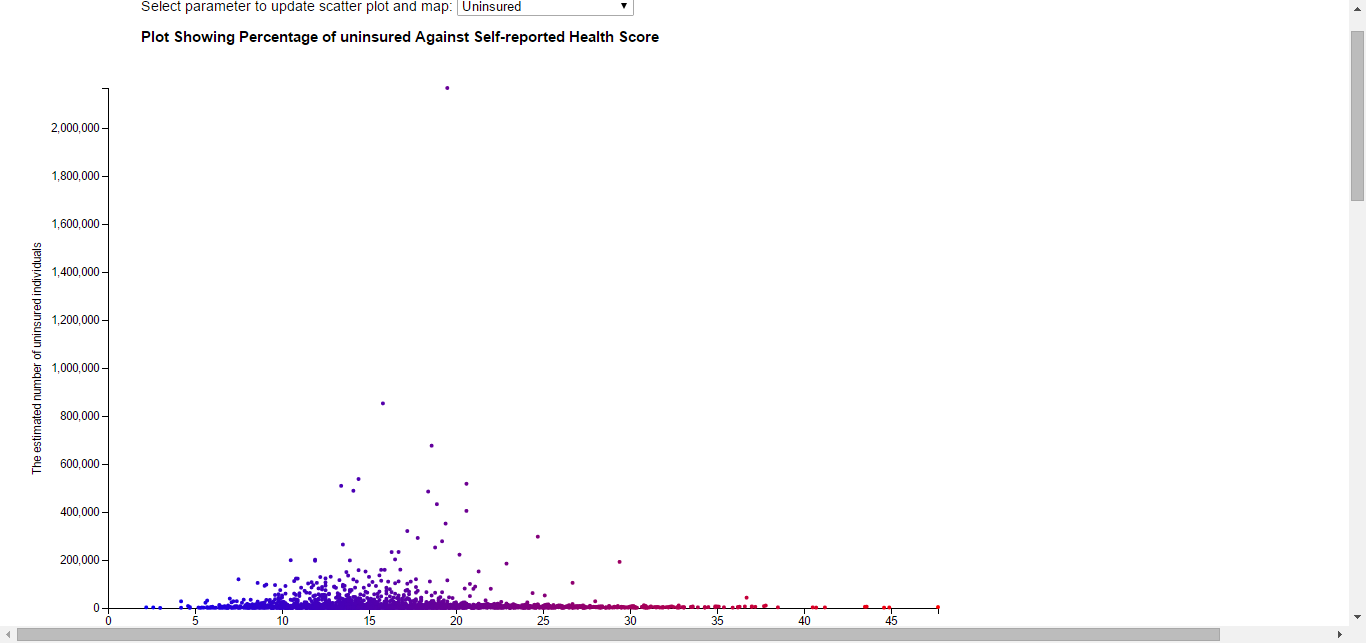 Select parameter to update scatter plot and map: Uninsured
Plot Showing Percentage of uninsured Against Self-reported Health Score
2,000,000
1,800,000
1,600,000
1,400,000
1,200,000
1,000,000
800,000
600,000
400,000
200,000
0
The estimated number of uninsured individuals
0 5 10 15 20 25 30 35 40 45